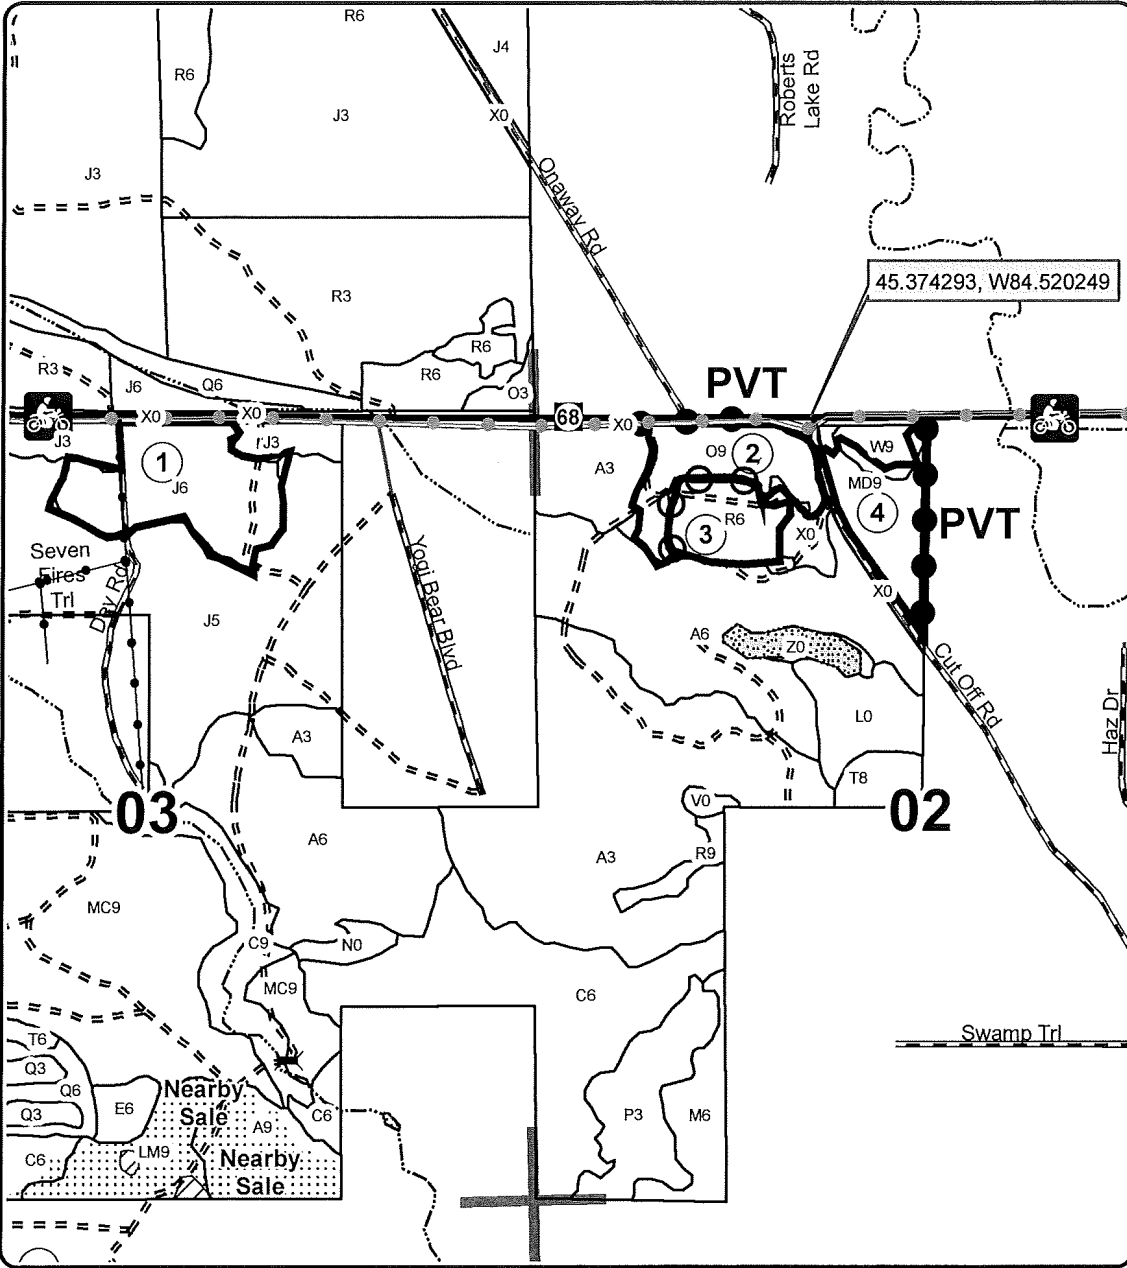 R6
J4
R6
Roberts
Lake Rd
J3
X0
J3
Onaway Rd
45.374293, W84.520249
R3
R6
R3
R6
J6
Q6
O3
PVT
X0
X0
68
X0
J3
J3
O9
2
W9
1
A3
MD9
J6
4
R6
PVT
3
X0
Seven
Fires
Trl
Yogi Bear Blvd
X0
Day Rd
J5
A6
Z0
Cut Off Rd
L0
Haz Dr
A3
T8
V0
03
02
A6
A3
R9
MC9
C9
N0
MC9
C6
T6
Swamp Trl
Q3
Q6
Nearby
Sale
Q3
E6
C6
P3
M6
A9
C6
LM9
Nearby
Sale